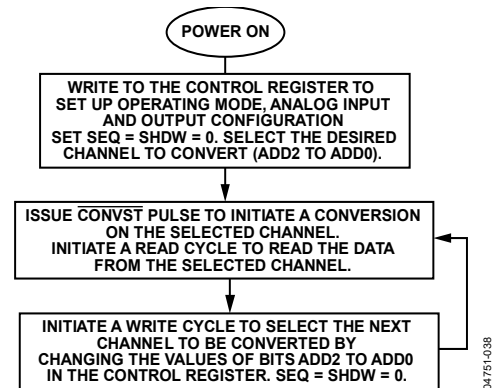 POWER ON
WRITE TO THE CONTROL REGISTER TO
SET UP OPERATING MODE, ANALOG INPUT
AND OUTPUT CONFIGURATION
SET SEQ = SHDW = 0. SELECT THE DESIRED
CHANNEL TO CONVERT (ADD2 TO ADD0).
ISSUE CONVST PULSE TO INITIATE A CONVERSION
ON THE SELECTED CHANNEL.
INITIATE A READ CYCLE TO READ THE DATA
FROM THE SELECTED CHANNEL.
INITIATE A WRITE CYCLE TO SELECT THE NEXT
CHANNEL TO BE CONVERTED BY
CHANGING THE VALUES OF BITS ADD2 TO ADD0
IN THE CONTROL REGISTER. SEQ = SHDW = 0.
04751-038